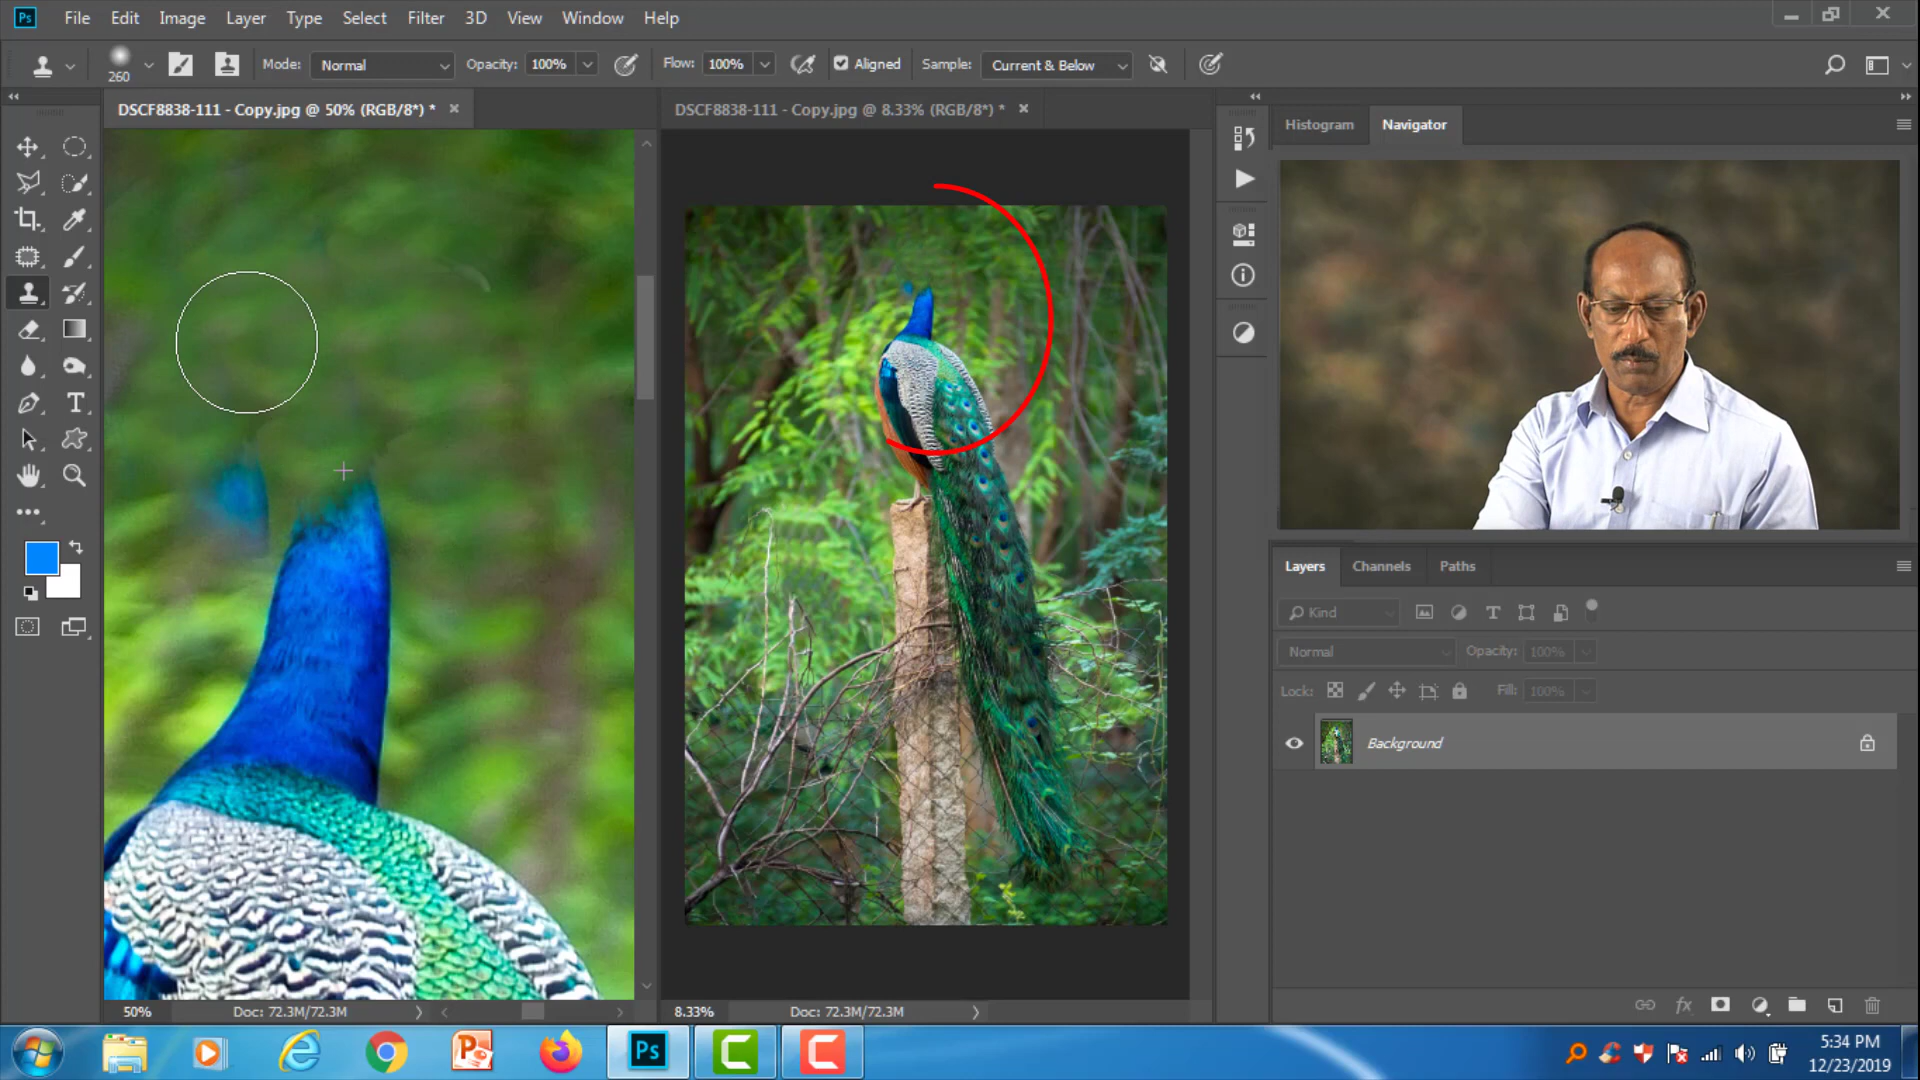 Ps File Edit Image Layer Type Select Filter 3D View Window Help
260 Mode: Normal Opacity: 100% Flow: 100% Aligned Sample: Current & Below
DSCF8838-111 - Copy.jpg @ 50% (RGB/8*) *
DSCF8838-111 - Copy.jpg @ 8.33% (RGB/8*) *
Histogram Navigator
Layers Channels Paths
Kind
Normal Opacity: 100%
Lock: Fill: 100%
Background
50% Doc: 72.3M/72.3M
8.33% Doc: 72.3M/72.3M
fx
Ps
5:34 PM
12/23/2019